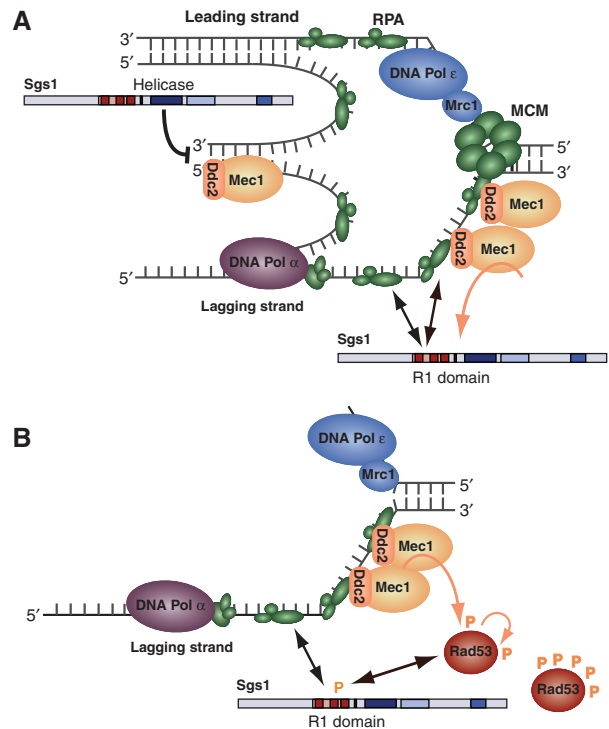 A
Leading strand
RPA
3′
5′
DNA Pol ε
Sgs1
Helicase
Mrc1
MCM
3′
5′
5′
3′
Ddc2
Mec1
Ddc2
Mec1
Ddc2
Mec1
DNA Pol α
5′
Lagging strand
Sgs1
R1 domain
B
DNA Pol ε
Mrc1
5′
3′
Ddc2
Mec1
Ddc2
Mec1
DNA Pol α
5′
Lagging strand
P
P
Rad53
P
P
P
P
P
P
Rad53
Sgs1
R1 domain